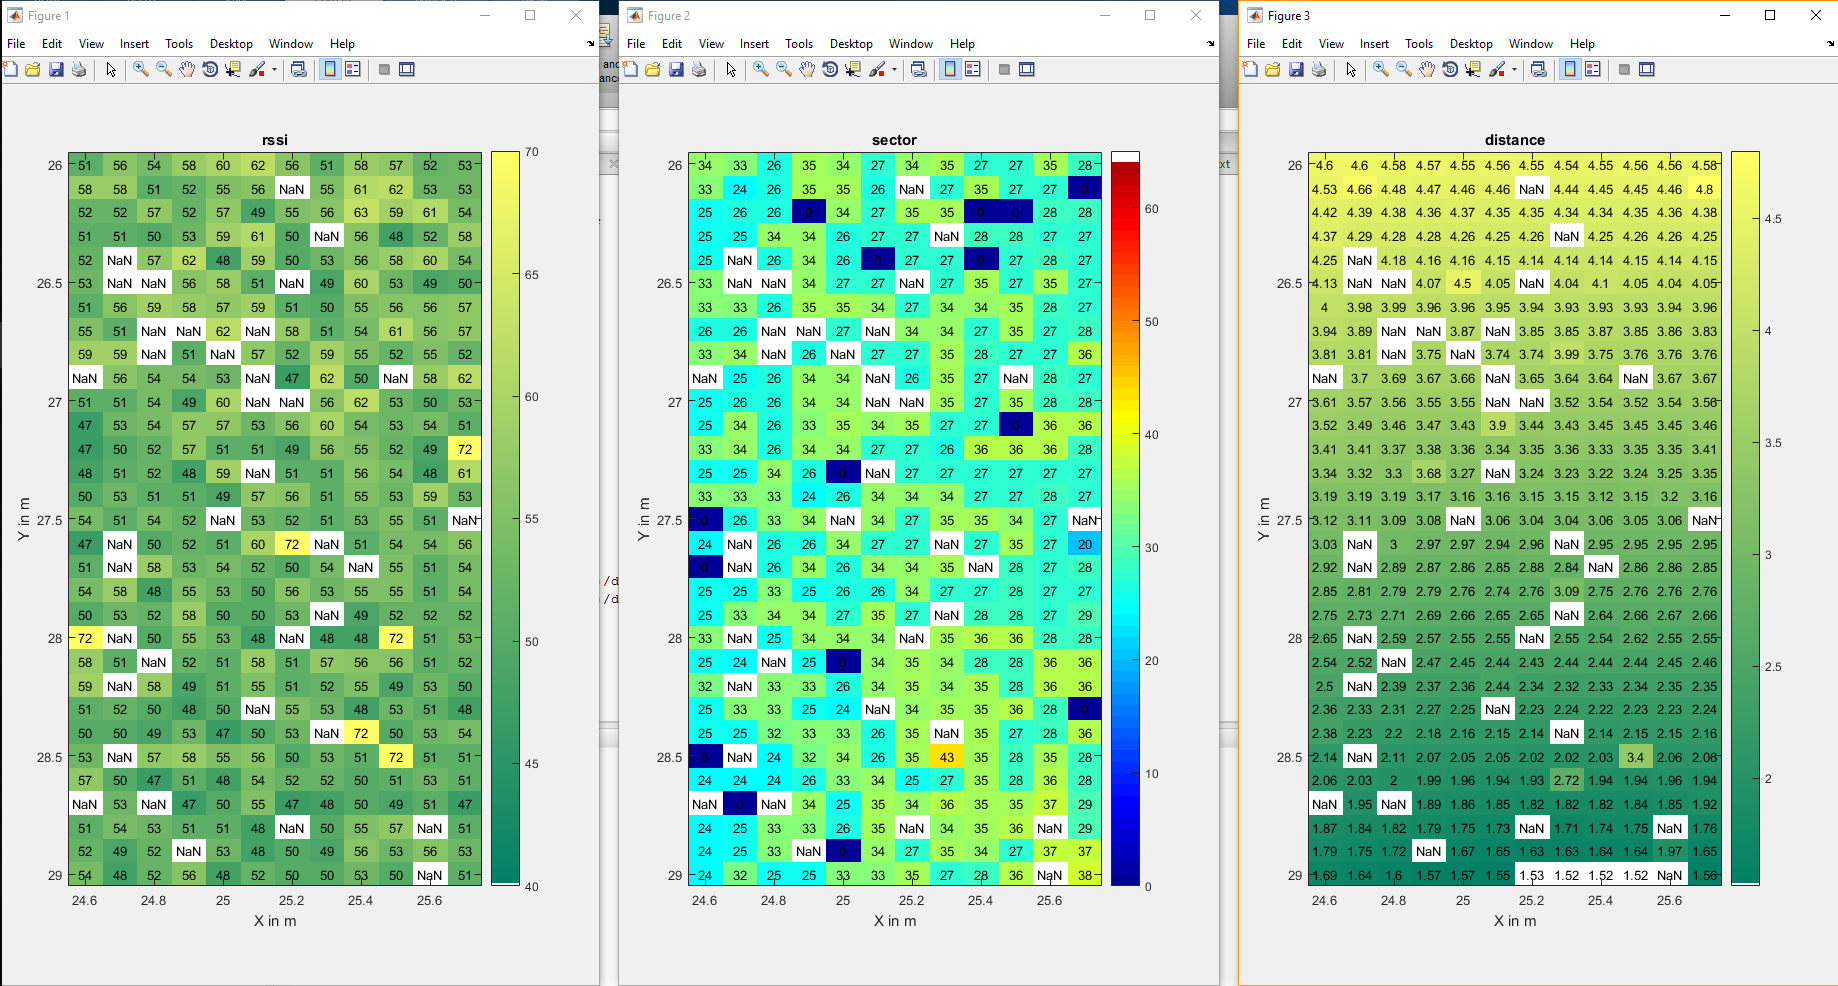 Figure 1
File Edit View Insert Tools Desktop Window Help
rssi
26 51 56 54 58 60 62 56 51 58 57 52 53
58 58 51 52 55 56 NaN 55 61 62 53 53
52 52 57 52 57 49 55 56 63 59 61 54
51 51 50 53 59 61 50 NaN 56 48 52 58
52 NaN 57 62 48 59 50 53 56 58 60 54
26.5 53 NaN NaN 56 58 51 NaN 49 60 53 49 50
51 56 59 58 57 59 51 50 55 56 56 57
55 51 NaN NaN 62 NaN 58 51 54 61 56 57
59 59 NaN 51 NaN 57 52 59 55 52 55 52
NaN 56 54 54 53 NaN 47 62 50 NaN 58 62
27 51 51 54 49 60 NaN NaN 56 62 53 50 53
47 53 54 57 57 53 56 60 54 53 54 51
47 50 52 57 51 51 49 56 55 52 49 72
48 51 52 48 59 NaN 51 51 56 54 48 61
50 53 51 51 49 57 56 51 55 53 59 53
27.5 54 51 54 52 NaN 53 52 51 53 55 51 NaN
47 NaN 50 52 51 60 72 NaN 51 54 54 56
51 NaN 58 53 54 52 50 54 NaN 55 51 51
54 58 48 55 53 50 56 53 55 55 51 54
50 53 52 58 50 50 53 NaN 49 52 52 52
28 72 NaN 50 55 53 48 NaN 48 48 72 51 53
58 51 NaN 52 51 58 51 57 56 56 51 52
59 NaN 58 49 51 55 51 52 55 49 53 50
51 52 50 48 50 NaN 55 53 48 53 51 48
50 50 49 53 47 50 53 NaN 72 50 53 54
28.5 53 NaN 57 58 55 56 50 53 51 72 51 51
57 50 47 51 48 54 52 52 50 51 53 51
NaN 53 NaN 47 50 55 47 48 50 49 51 47
51 54 53 51 51 48 NaN 50 55 57 NaN 51
52 49 52 NaN 53 48 50 49 56 53 56 53
29 54 48 52 56 48 52 50 50 53 50 NaN 51
24.6 24.8 25 25.2 25.4 25.6
X in m
Y in m
70
65
60
55
50
45
40
Figure 2
File Edit View Insert Tools Desktop Window Help
sector
26 34 33 26 35 34 27 34 35 27 27 35 28
33 24 26 35 35 26 NaN 27 35 27 27 0
25 26 26 0 34 27 35 35 0 0 28 28
25 25 34 34 26 27 27 NaN 28 28 27 27
25 NaN 26 34 26 0 27 27 0 27 28 27
26.5 33 NaN NaN 34 27 27 NaN 27 35 27 35 27
33 33 26 35 34 35 34 27 34 35 27 28
26 26 NaN NaN 27 NaN 34 34 27 35 27 28
33 34 NaN 26 NaN 27 27 35 28 27 27 36
NaN 25 26 34 34 NaN 26 35 27 NaN 28 27
27 25 26 26 34 34 NaN NaN 35 27 35 28 28
25 34 26 33 35 34 35 27 27 0 36 36
33 34 26 34 34 27 27 26 36 36 36 28
25 25 34 26 0 NaN 27 27 27 27 27 28
33 33 33 24 26 34 34 34 27 27 28 27
27.5 0 26 33 34 NaN 34 27 35 35 34 27 NaN
24 NaN 26 26 34 27 27 NaN 27 35 27 20
0 NaN 26 34 26 34 34 35 NaN 28 27 28
25 25 26 26 26 34 27 27 27 28 28 27
25 33 34 34 27 35 27 NaN 27 28 27 29
28 33 NaN 25 34 34 35 NaN 35 36 36 28 28
25 24 NaN 25 0 34 35 34 28 28 36 36
32 NaN 33 33 26 34 35 34 35 28 36 36
25 33 33 25 24 NaN 34 35 35 36 28 0
25 25 32 33 33 34 35 NaN 35 28 28 36
28.5 0 NaN 24 32 34 26 35 43 35 28 35 28
24 24 24 26 33 34 25 27 35 28 36 28
NaN 0 NaN 34 25 35 34 36 35 35 37 29
24 25 33 33 26 35 NaN 34 35 36 NaN 29
24 25 33 NaN 0 34 27 35 34 27 37 37
29 24 32 25 25 33 33 35 27 28 36 NaN 38
24.6 24.8 25 25.2 25.4 25.6
X in m
Y in m
60
50
40
30
20
10
0
Figure 3
File Edit View Insert Tools Desktop Window Help
distance
26 4.6 4.6 4.58 4.57 4.55 4.56 4.55 4.54 4.55 4.56 4.56 4.58
4.53 4.66 4.48 4.47 4.46 4.46 NaN 4.44 4.45 4.45 4.46 4.8
4.42 4.39 4.38 4.36 4.37 4.35 4.35 4.34 4.34 4.35 4.36 4.38
4.37 4.29 4.28 4.28 4.26 4.25 4.26 NaN 4.24 4.25 4.26 4.28
4.25 NaN 4.18 4.16 4.16 4.15 4.14 4.15 4.14 4.14 4.14 4.15
26.5 4.13 NaN NaN 4.07 4.5 4.05 NaN 4.04 4.1 4.05 4.04 4.05
4 3.98 3.99 3.96 3.96 3.95 3.94 3.93 3.93 3.94 3.94 3.96
3.94 3.89 NaN NaN 3.87 NaN 3.85 3.85 3.87 3.85 3.86 3.83
3.81 3.81 NaN 3.75 NaN 3.74 3.74 3.99 3.75 3.76 3.76 3.76
NaN 3.7 3.69 3.67 3.66 NaN 3.65 3.64 3.64 NaN 3.67 3.67
27 3.61 3.57 3.56 3.55 3.55 NaN NaN 3.52 3.54 3.52 3.54 3.56
3.52 3.49 3.46 3.47 3.43 3.9 3.44 3.43 3.45 3.43 3.45 3.46
3.41 3.41 3.37 3.38 3.36 3.34 3.35 3.36 3.33 3.35 3.35 3.41
3.34 3.32 3.3 3.68 3.27 NaN 3.24 3.23 3.22 3.24 3.25 3.35
3.19 3.19 3.19 3.17 3.16 3.16 3.15 3.15 3.12 3.15 3.2 3.16
27.5 3.12 3.11 3.09 3.08 NaN 3.06 3.04 3.04 3.06 3.05 3.06 NaN
3.03 NaN 3 2.97 2.97 2.94 2.96 NaN 2.95 2.95 2.95 2.95
2.92 NaN 2.89 2.87 2.86 2.85 2.88 2.84 NaN 2.85 2.86 2.87
2.85 2.81 2.79 2.79 2.76 2.74 2.76 3.09 2.76 2.74 2.76 2.85
2.75 2.73 2.71 2.69 2.66 2.65 2.65 NaN 2.64 2.66 2.67 2.76
28 2.65 NaN 2.59 2.57 2.55 2.55 NaN 2.55 2.54 2.62 2.55 2.55
2.54 2.52 NaN 2.47 2.45 2.44 2.43 2.44 2.44 2.44 2.45 2.46
2.5 NaN 2.39 2.37 2.36 2.44 2.34 2.32 2.33 2.34 2.35 2.35
2.36 2.33 2.31 2.27 2.25 NaN 2.23 2.24 2.22 2.23 2.23 2.24
2.38 2.23 2.2 2.18 2.16 2.15 2.14 NaN 2.14 2.15 2.15 2.16
28.5 2.14 NaN 2.11 2.07 2.05 2.05 2.02 2.02 2.03 3.4 2.06 2.06
2.06 2.03 2 1.99 1.96 1.94 1.93 2.72 1.94 1.94 1.96 1.94
NaN 1.95 NaN 1.89 1.86 1.85 1.82 1.82 1.82 1.84 1.85 1.92
1.87 1.84 1.82 1.79 1.75 1.73 NaN 1.71 1.74 1.75 NaN 1.76
1.79 1.75 1.72 NaN 1.67 1.65 1.63 1.63 1.64 1.64 1.97 1.65
29 1.69 1.64 1.6 1.57 1.57 1.55 1.53 1.52 1.52 1.52 NaN 1.56
24.6 24.8 25 25.2 25.4 25.6
X in m
Y in m
4.5
4
3.5
3
2.5
2
and
/d
/d
xt